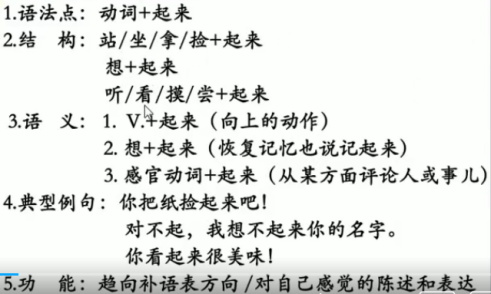 1.语法点：动词+起来
2.结 构：站/坐/拿/捡+起来
想+起来
听/看/摸/尝+起来
3.语 义：1. V.+起来（向上的动作）
2. 想+起来（恢复记忆也说记起来）
3. 感官动词+起来（从某方面评论人或事儿）
4.典型例句：你把纸捡起来吧！
对不起，我想不起来你的名字。
你看起来很美味！
5.功 能：趋向补语表方向/对自己感觉的陈述和表达